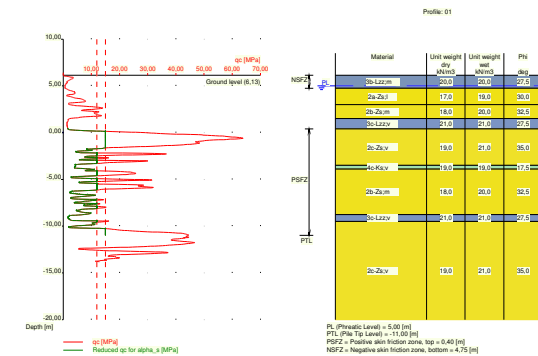 Profile: 01
10,00
5,00
0,00
-5,00
-10,00
-15,00
-20,00
Depth [m]
qc [MPa]
10.00 20.00 30.00 40.00 50.00 60.00 70.00
Ground level (6,13)
qc [MPa]
Reduced qc for alpha_s [MPa]
NSFZ
PL
PSFZ
PTL
Material Unit weight dry kN/m3 Unit weight wet kN/m3 Phi deg
3b-Lzz;m 20,0 20,0 27,5
2a-Zs;l 17,0 19,0 30,0
2b-Zs;m 18,0 20,0 32,5
3c-Lzz;v 21,0 21,0 27,5
2c-Zs;v 19,0 21,0 35,0
4c-Ks;v 19,0 19,0 17,5
2b-Zs;m 18,0 20,0 32,5
3c-Lzz;v 21,0 21,0 27,5
2c-Zs;v 19,0 21,0 35,0
PL (Phreatic Level) = 5,00 [m]
PTL (Pile Tip Level) = -11,00 [m]
PSFZ = Positive skin friction zone, top = 0,40 [m]
NSFZ = Negative skin friction zone, bottom = 4,75 [m]